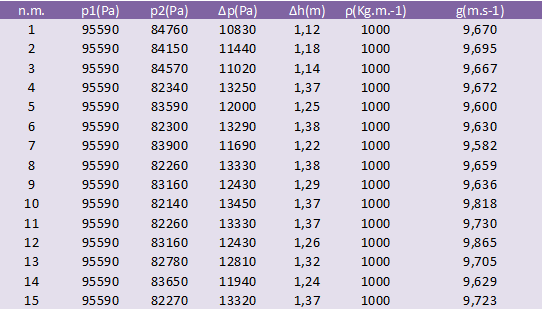 n.m. p1(Pa) p2(Pa) Δp(Pa) Δh(m) ρ(Kg.m.-1) g(m.s-1)
1 95590 84760 10830 1,12 1000 9,670
2 95590 84150 11440 1,18 1000 9,695
3 95590 84570 11020 1,14 1000 9,667
4 95590 82340 13250 1,37 1000 9,672
5 95590 83590 12000 1,25 1000 9,600
6 95590 82300 13290 1,38 1000 9,630
7 95590 83900 11690 1,22 1000 9,582
8 95590 82260 13330 1,38 1000 9,659
9 95590 83160 12430 1,29 1000 9,636
10 95590 82140 13450 1,37 1000 9,818
11 95590 82260 13330 1,37 1000 9,730
12 95590 83160 12430 1,26 1000 9,865
13 95590 82780 12810 1,32 1000 9,705
14 95590 83650 11940 1,24 1000 9,629
15 95590 82270 13320 1,37 1000 9,723